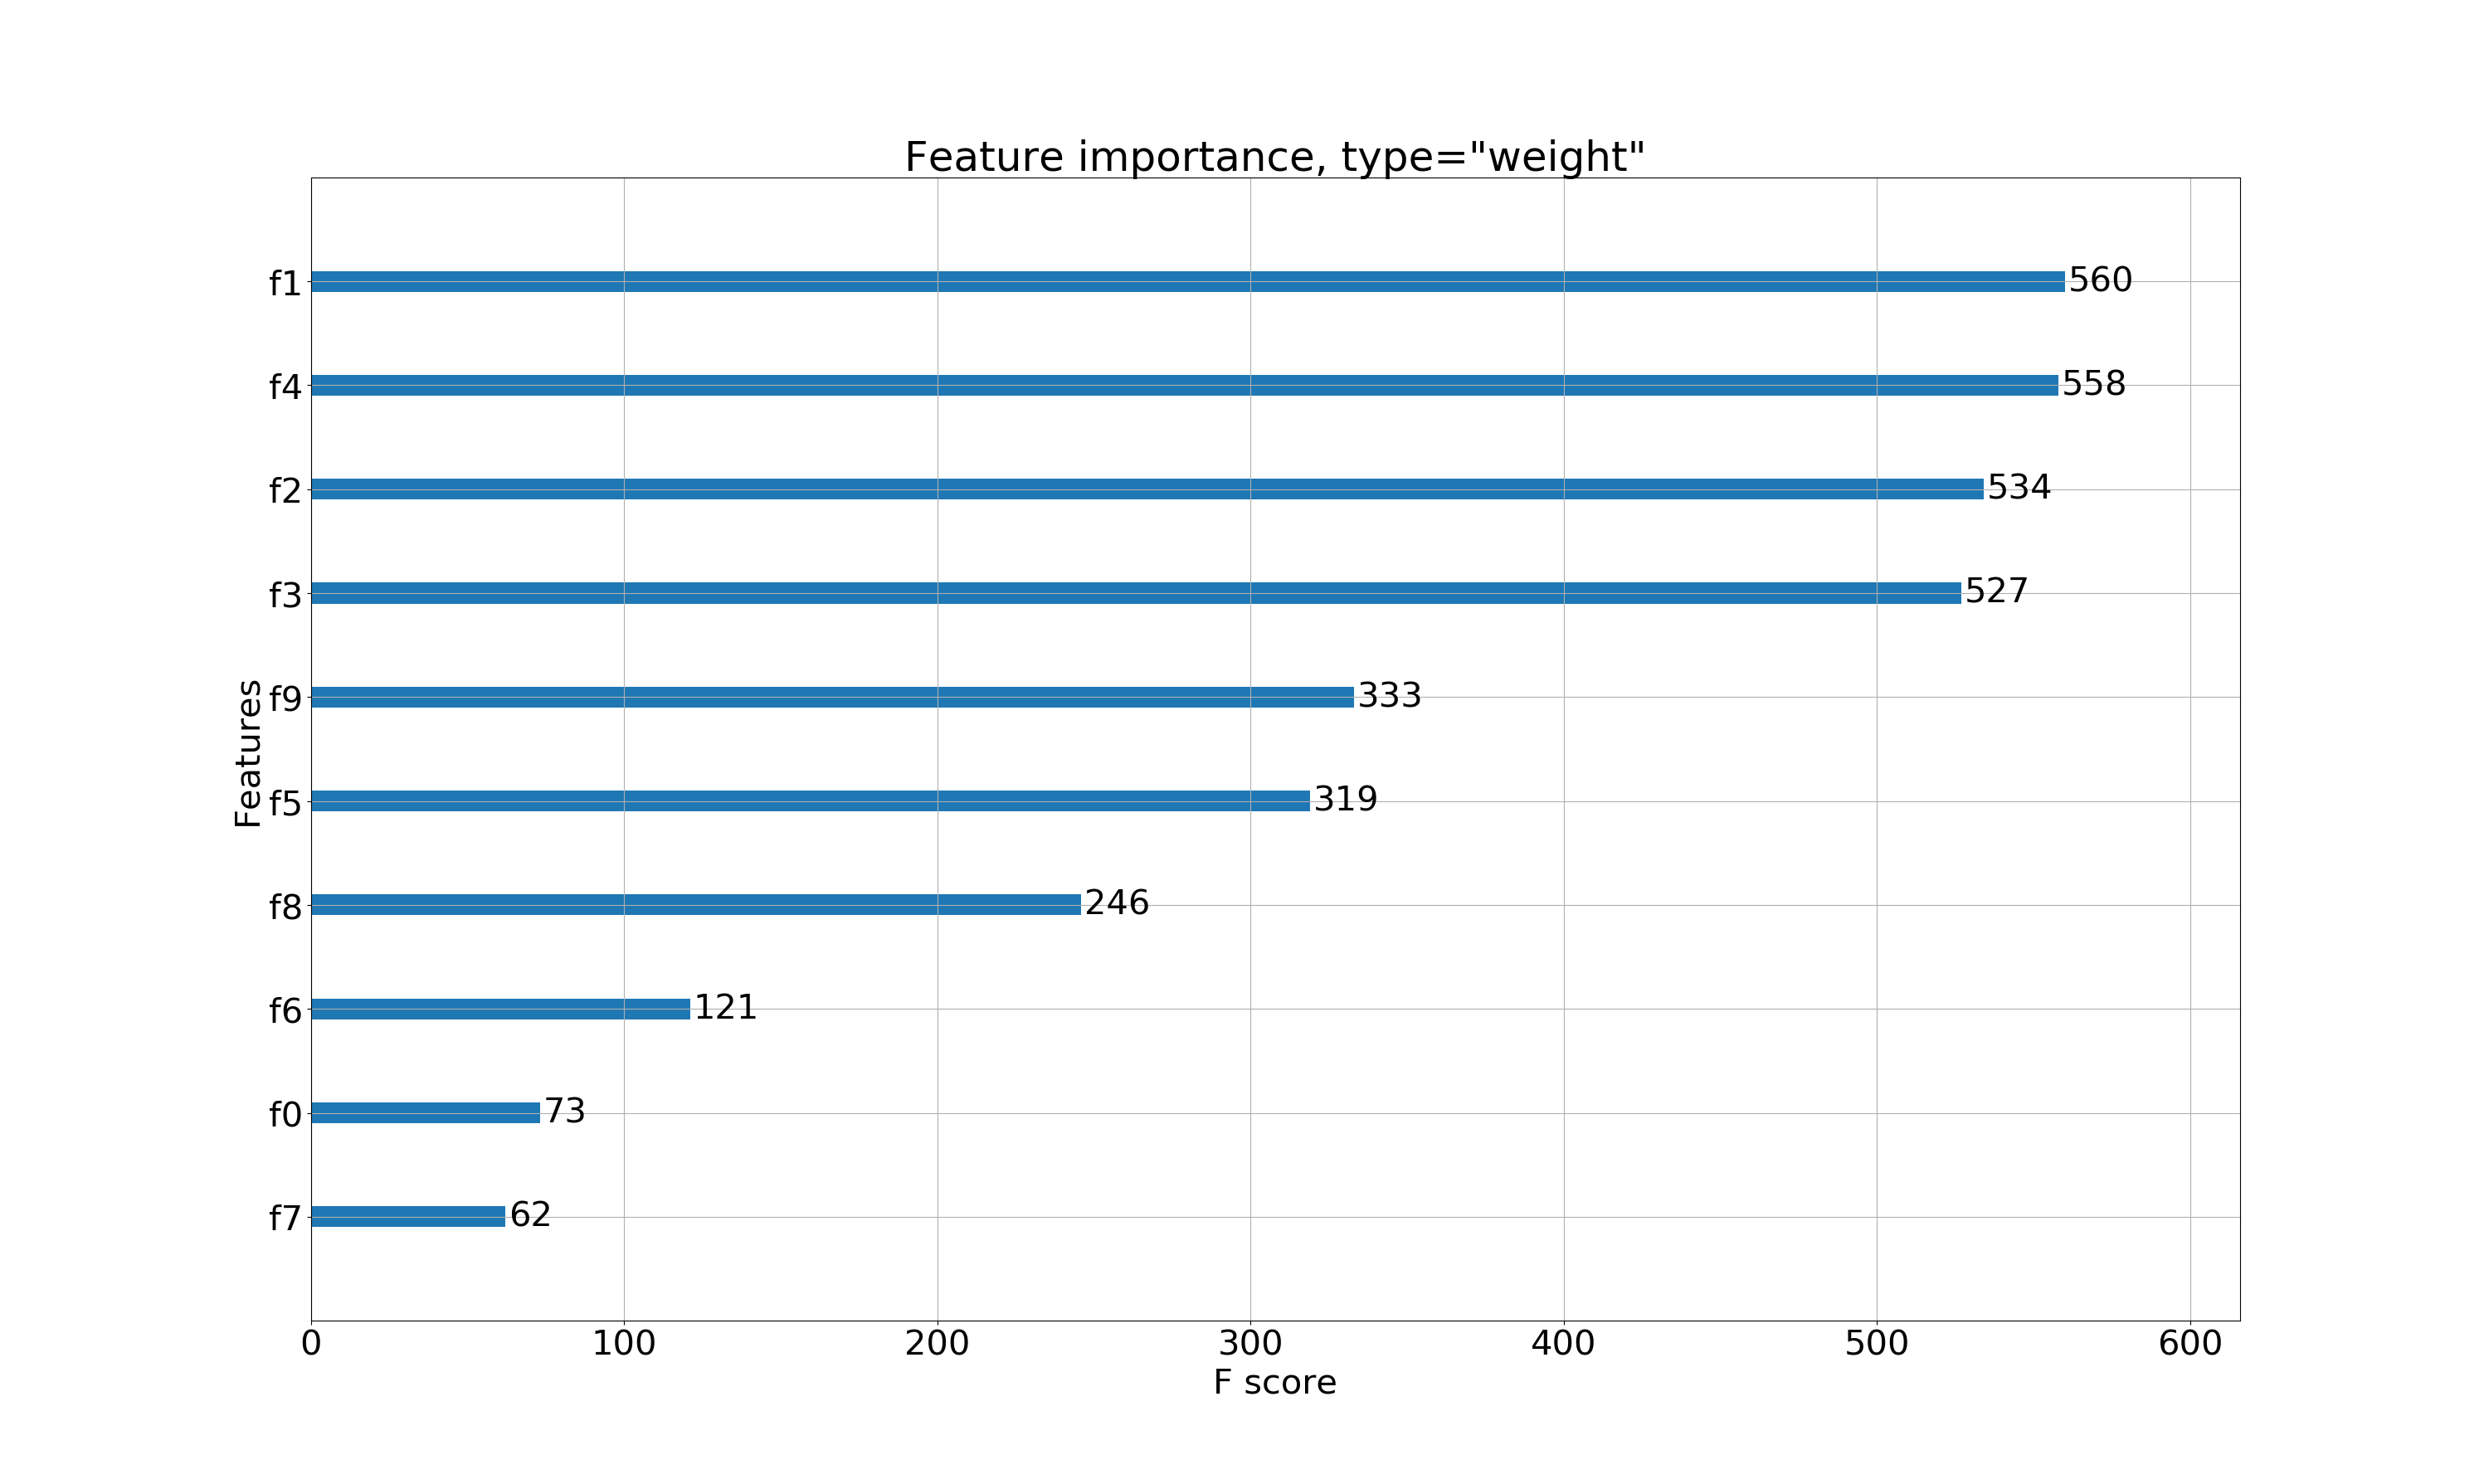 Feature importance, type="weight"
Features
f1 560
f4 558
f2 534
f3 527
f9 333
f5 319
f8 246
f6 121
f0 73
f7 62
0 100 200 300 400 500 600
F score